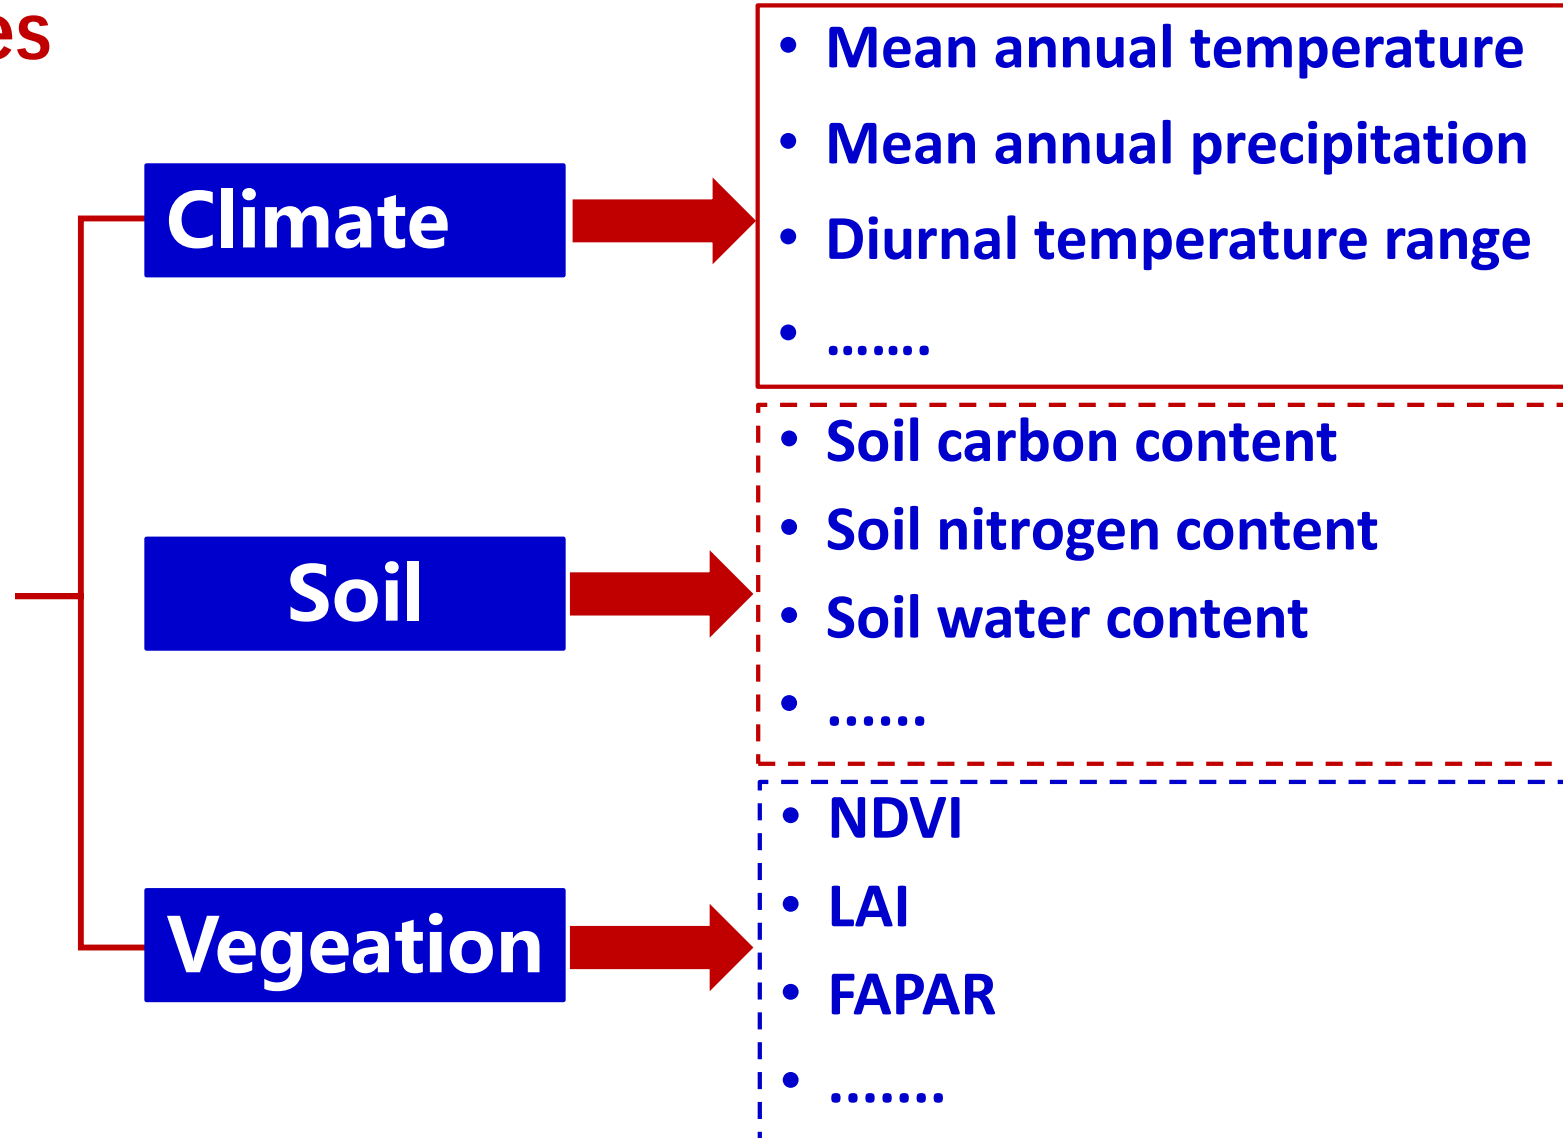 es
Climate
• Mean annual temperature
• Mean annual precipitation
• Diurnal temperature range
• .......
Soil
• Soil carbon content
• Soil nitrogen content
• Soil water content
• ......
Vegeation
• NDVI
• LAI
• FAPAR
• .......